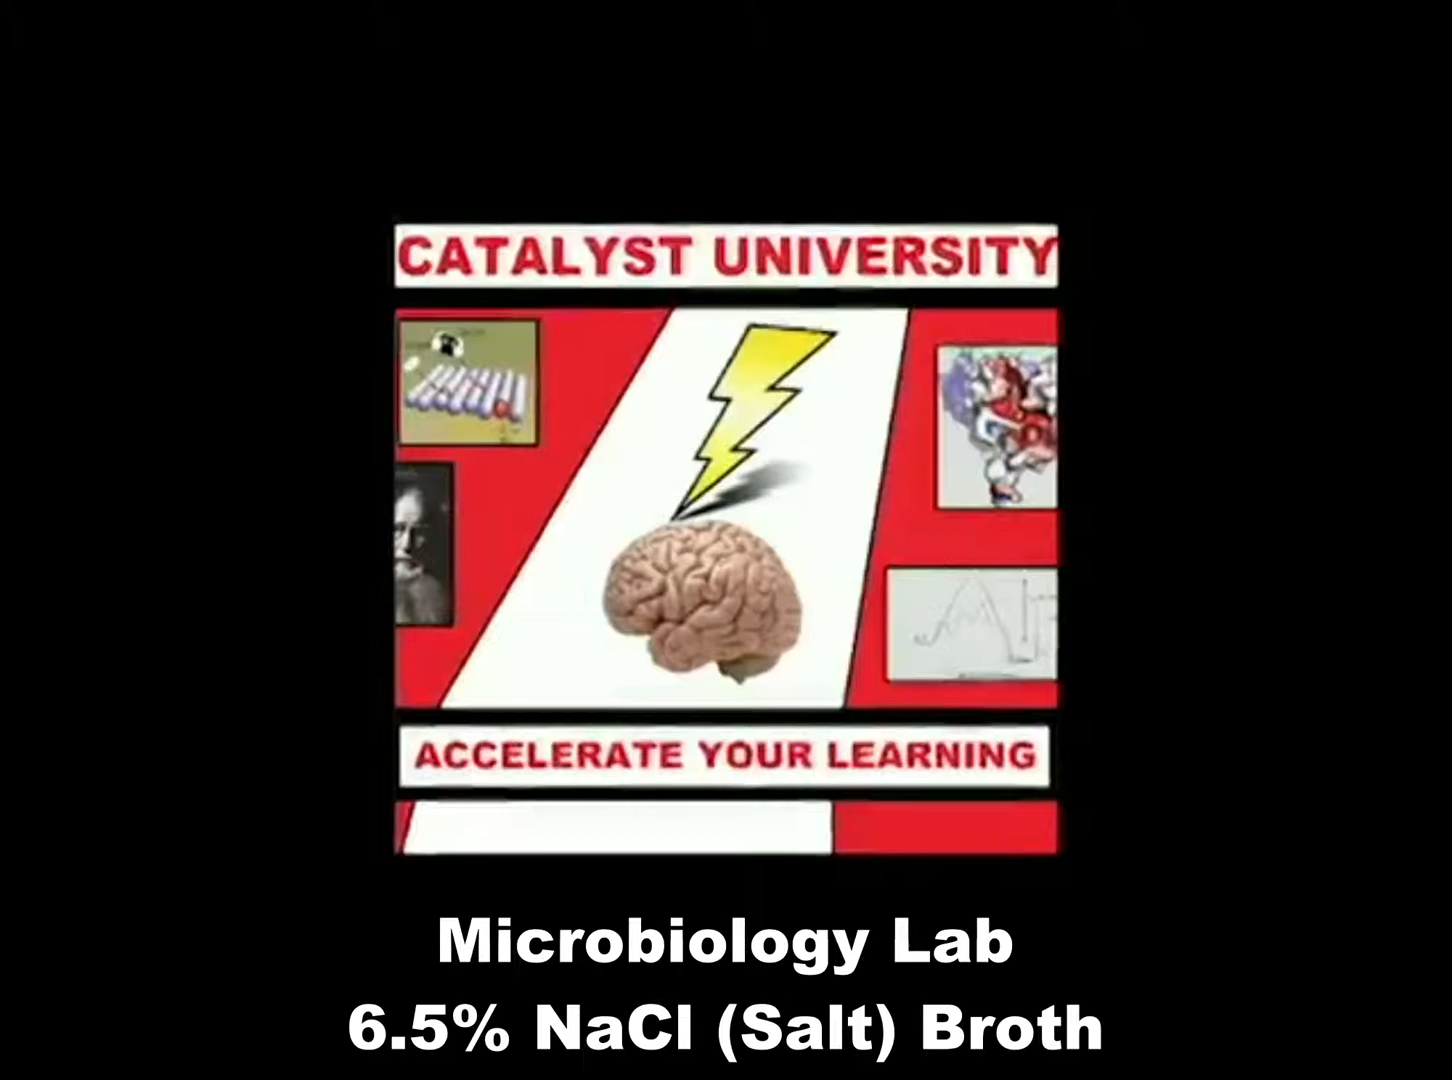 CATALYST UNIVERSITY
ACCELERATE YOUR LEARNING
Microbiology Lab
6.5% NaCl (Salt) Broth